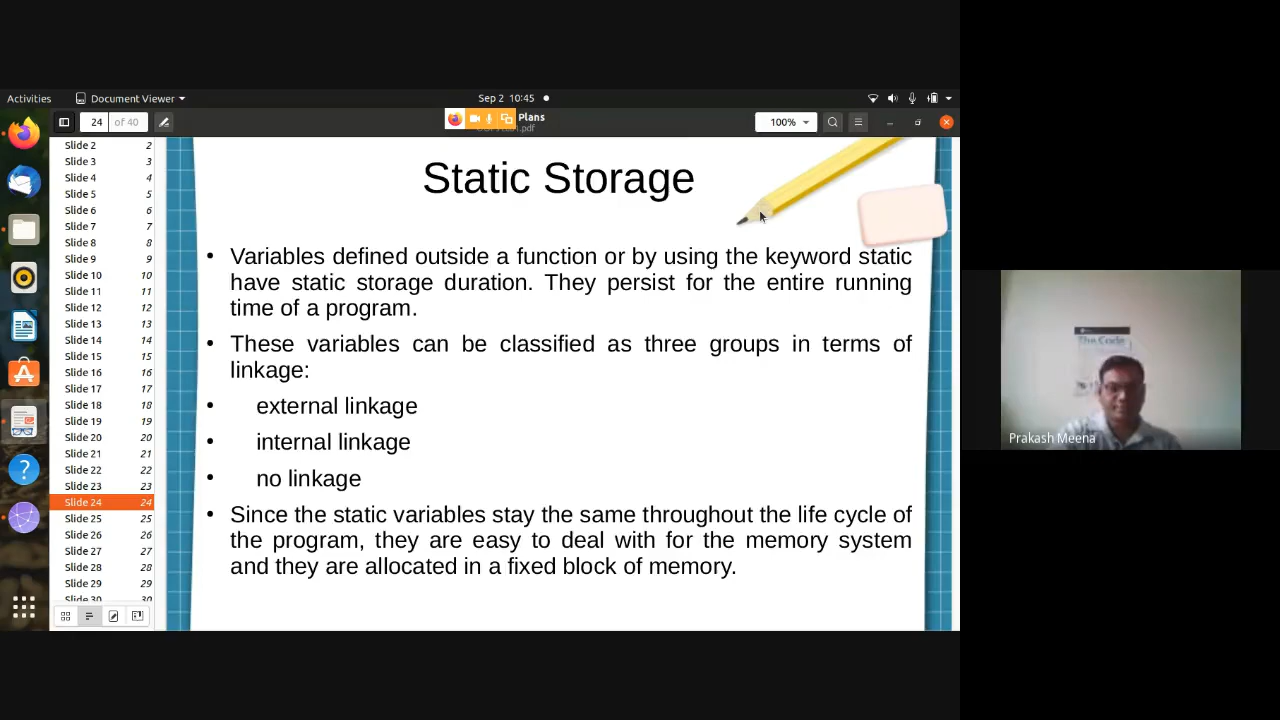 Activities
Document Viewer
Sep 2 10:45
24
of 40
Plans
.pdf
100%
Slide 2 2
Slide 3 3
Slide 4 4
Slide 5 5
Slide 6 6
Slide 7 7
Slide 8 8
Slide 9 9
Slide 10 10
Slide 11 11
Slide 12 12
Slide 13 13
Slide 14 14
Slide 15 15
Slide 16 16
Slide 17 17
Slide 18 18
Slide 19 19
Slide 20 20
Slide 21 21
Slide 22 22
Slide 23 23
Slide 24 24
Slide 25 25
Slide 26 26
Slide 27 27
Slide 28 28
Slide 29 29
Slide 30 30
Static Storage
• Variables defined outside a function or by using the keyword static
have static storage duration. They persist for the entire running
time of a program.
• These variables can be classified as three groups in terms of
linkage:
• external linkage
• internal linkage
• no linkage
• Since the static variables stay the same throughout the life cycle of
the program, they are easy to deal with for the memory system
and they are allocated in a fixed block of memory.
The Code
Prakash Meena